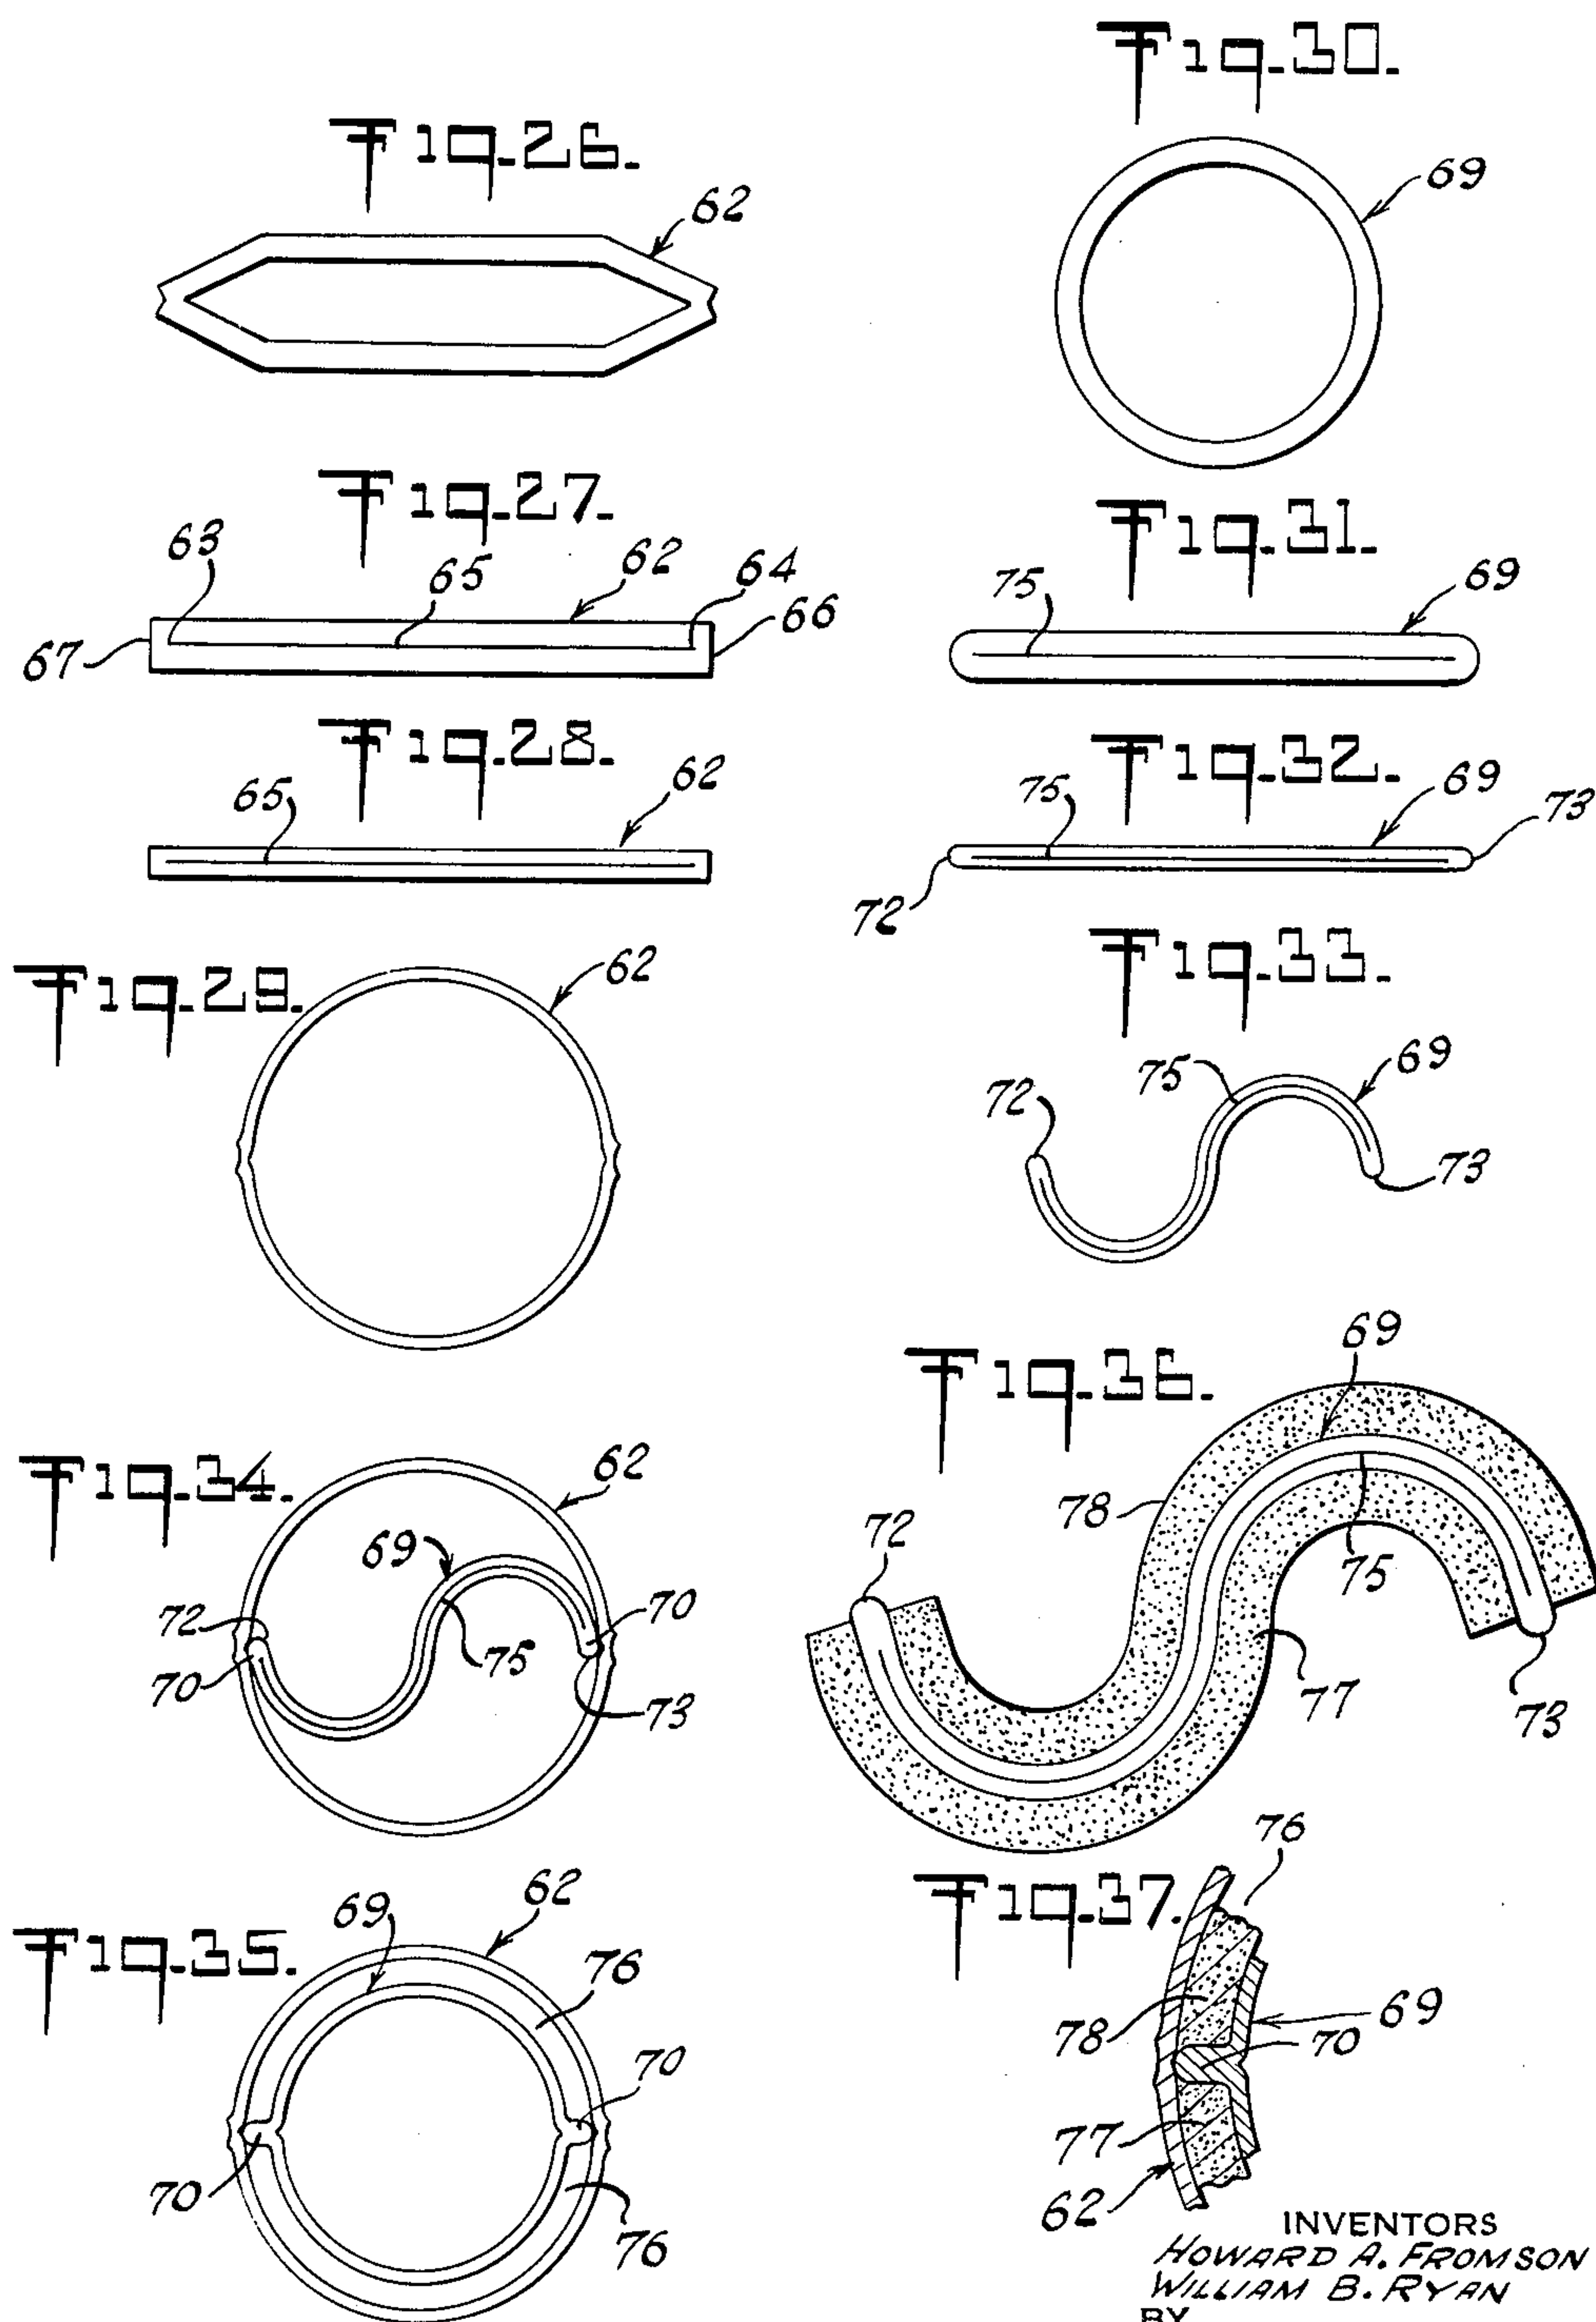 Fig. 26.
62
Fig. 27.
63
65
62
64
66
67
Fig. 28.
65
62
Fig. 29.
62
Fig. 34.
62
69
72
70
70
75
73
Fig. 35.
69
62
76
70
70
76
Fig. 30.
69
Fig. 31.
75
69
Fig. 32.
75
69
73
72
Fig. 33.
75
69
72
73
Fig. 36.
69
78
72
75
77
73
Fig. 37.
76
78
69
70
77
62
INVENTORS
HOWARD A. FROMSON
WILLIAM B. RYAN
BY